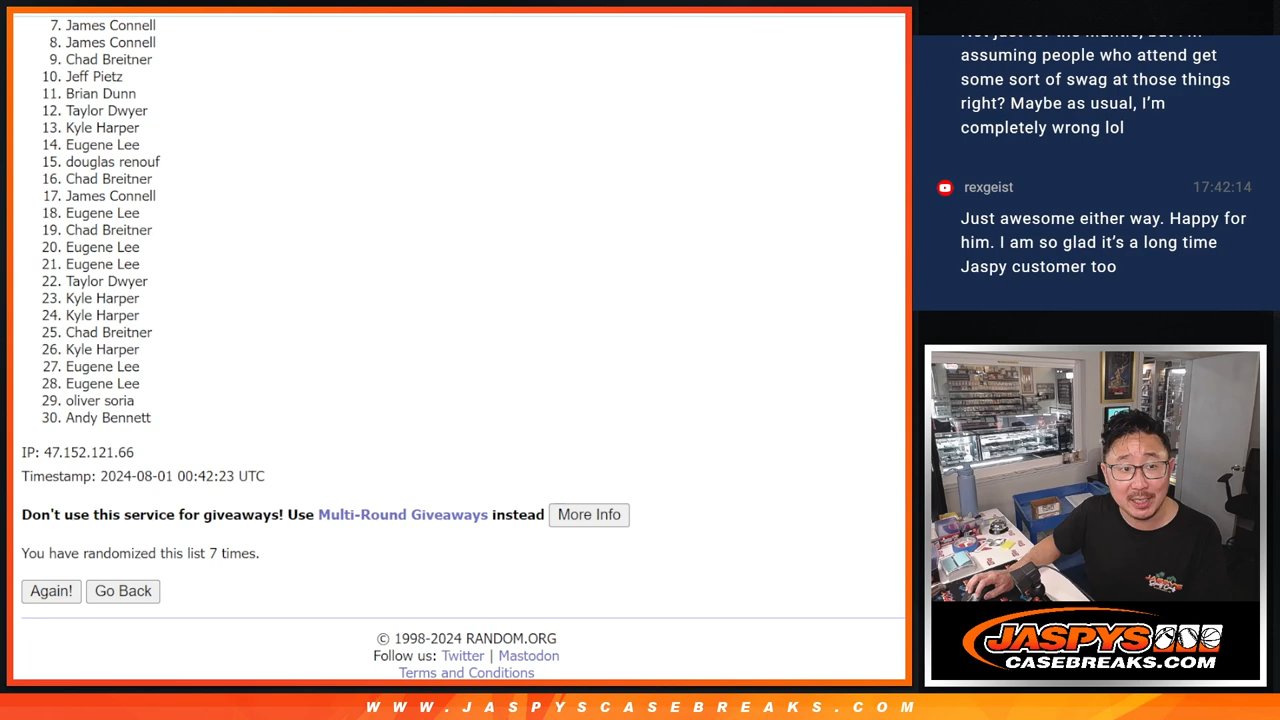 7. James Connell
8. James Connell
9. Chad Breitner
10. Jeff Pietz
11. Brian Dunn
12. Taylor Dwyer
13. Kyle Harper
14. Eugene Lee
15. douglas renouf
16. Chad Breitner
17. James Connell
18. Eugene Lee
19. Chad Breitner
20. Eugene Lee
21. Eugene Lee
22. Taylor Dwyer
23. Kyle Harper
24. Kyle Harper
25. Chad Breitner
26. Kyle Harper
27. Eugene Lee
28. Eugene Lee
29. oliver soria
30. Andy Bennett
IP: 47.152.121.66
Timestamp: 2024-08-01 00:42:23 UTC
Don't use this service for giveaways! Use Multi-Round Giveaways instead More Info
You have randomized this list 7 times.
Again! Go Back
© 1998-2024 RANDOM.ORG
Follow us: Twitter | Mastodon
Terms and Conditions
assuming people who attend get
some sort of swag at those things
right? Maybe as usual, I'm
completely wrong lol
rexgeist 17:42:14
Just awesome either way. Happy for
him. I am so glad it's a long time
Jaspy customer too
JASPYS
CASEBREAKS.COM
WWW.JASPYSCASEBREAKS.COM